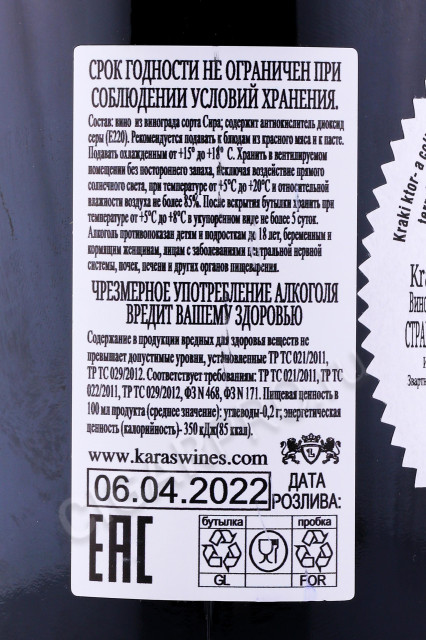 СРОК ГОДНОСТИ НЕ ОГРАНИЧЕН ПРИ
СОБЛЮДЕНИИ УСЛОВИЙ ХРАНЕНИЯ.
Состав: вино из винограда сорта Сира; содержит антиокислитель диоксид
серы (Е220). Рекомендуется подавать к блюдам из красного мяса и к пасте.
Подавать охлажденным от +15° до +18° С. Хранить в вентилируемом
помещении без постороннего запаха, исключая воздействие прямого
солнечного света, при температуре от +5°С до +20°С и относительной
влажности воздуха не более 85%. После вскрытия бутылки хранить при
температуре от +5°С до +8°С в укупоренном виде не более 5 суток.
Алкоголь противопоказан детям и подросткам до 18 лет, беременным и
кормящим женщинам, лицам с заболеваниями центральной нервной
системы, почек, печени и других органов пищеварения.
ЧРЕЗМЕРНОЕ УПОТРЕБЛЕНИЕ АЛКОГОЛЯ
ВРЕДИТ ВАШЕМУ ЗДОРОВЬЮ
Содержание в продукции вредных для здоровья веществ не
превышает допустимые уровни, установленные ТР ТС 021/2011,
ТР ТС 029/2012. Соответствует требованиям: ТР ТС 021/2011, ТР ТС
022/2011, ТР ТС 029/2012, ФЗ N 468, ФЗ N 171. Пищевая ценность в
100 мл продукта (среднее значение): углеводы-0,2 г; энергетическая
ценность (калорийность)- 350 кДж(85 ккал).
www.karaswines.com
06.04.2022
ДАТА
РОЗЛИВА:
EAC
бутылка
пробка
GL
FOR
Kraki ktor- a
Kra
Вино
СТРА